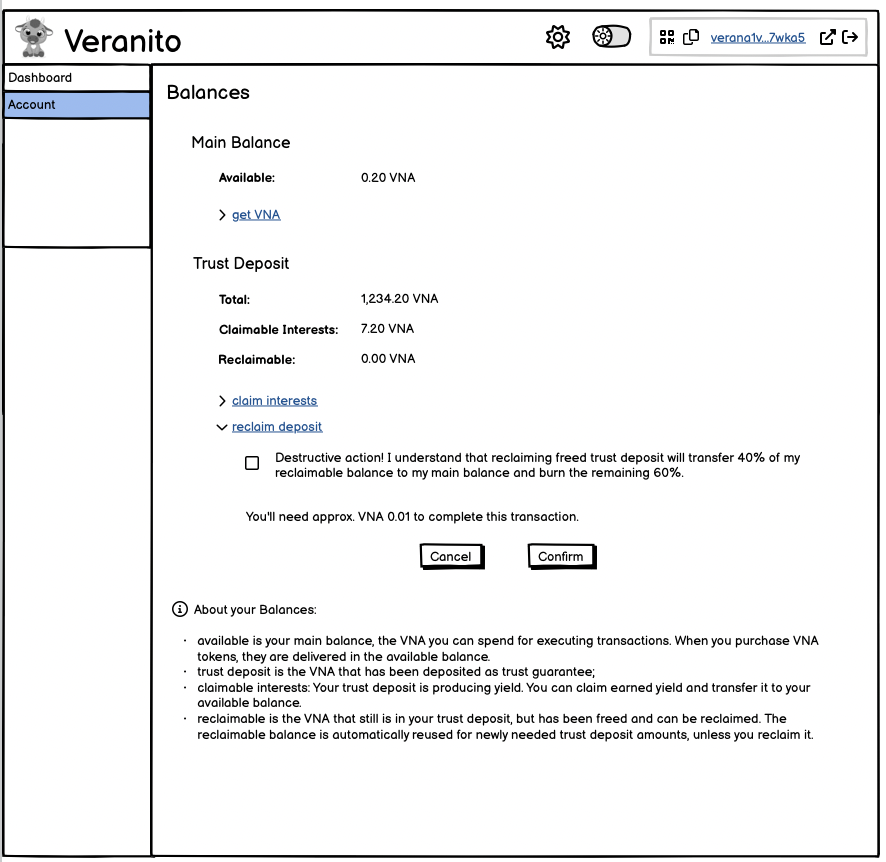 Veranito
verana1v...7wka5
Dashboard
Account
Balances
Main Balance
Available: 0.20 VNA
get VNA
Trust Deposit
Total: 1,234.20 VNA
Claimable Interests: 7.20 VNA
Reclaimable: 0.00 VNA
claim interests
reclaim deposit
Destructive action! I understand that reclaiming freed trust deposit will transfer 40% of my
reclaimable balance to my main balance and burn the remaining 60%.
You'll need approx. VNA 0.01 to complete this transaction.
Cancel
Confirm
About your Balances:
· available is your main balance, the VNA you can spend for executing transactions. When you purchase VNA
tokens, they are delivered in the available balance.
· trust deposit is the VNA that has been deposited as trust guarantee;
· claimable interests: Your trust deposit is producing yield. You can claim earned yield and transfer it to your
available balance.
· reclaimable is the VNA that still is in your trust deposit, but has been freed and can be reclaimed. The
reclaimable balance is automatically reused for newly needed trust deposit amounts, unless you reclaim it.